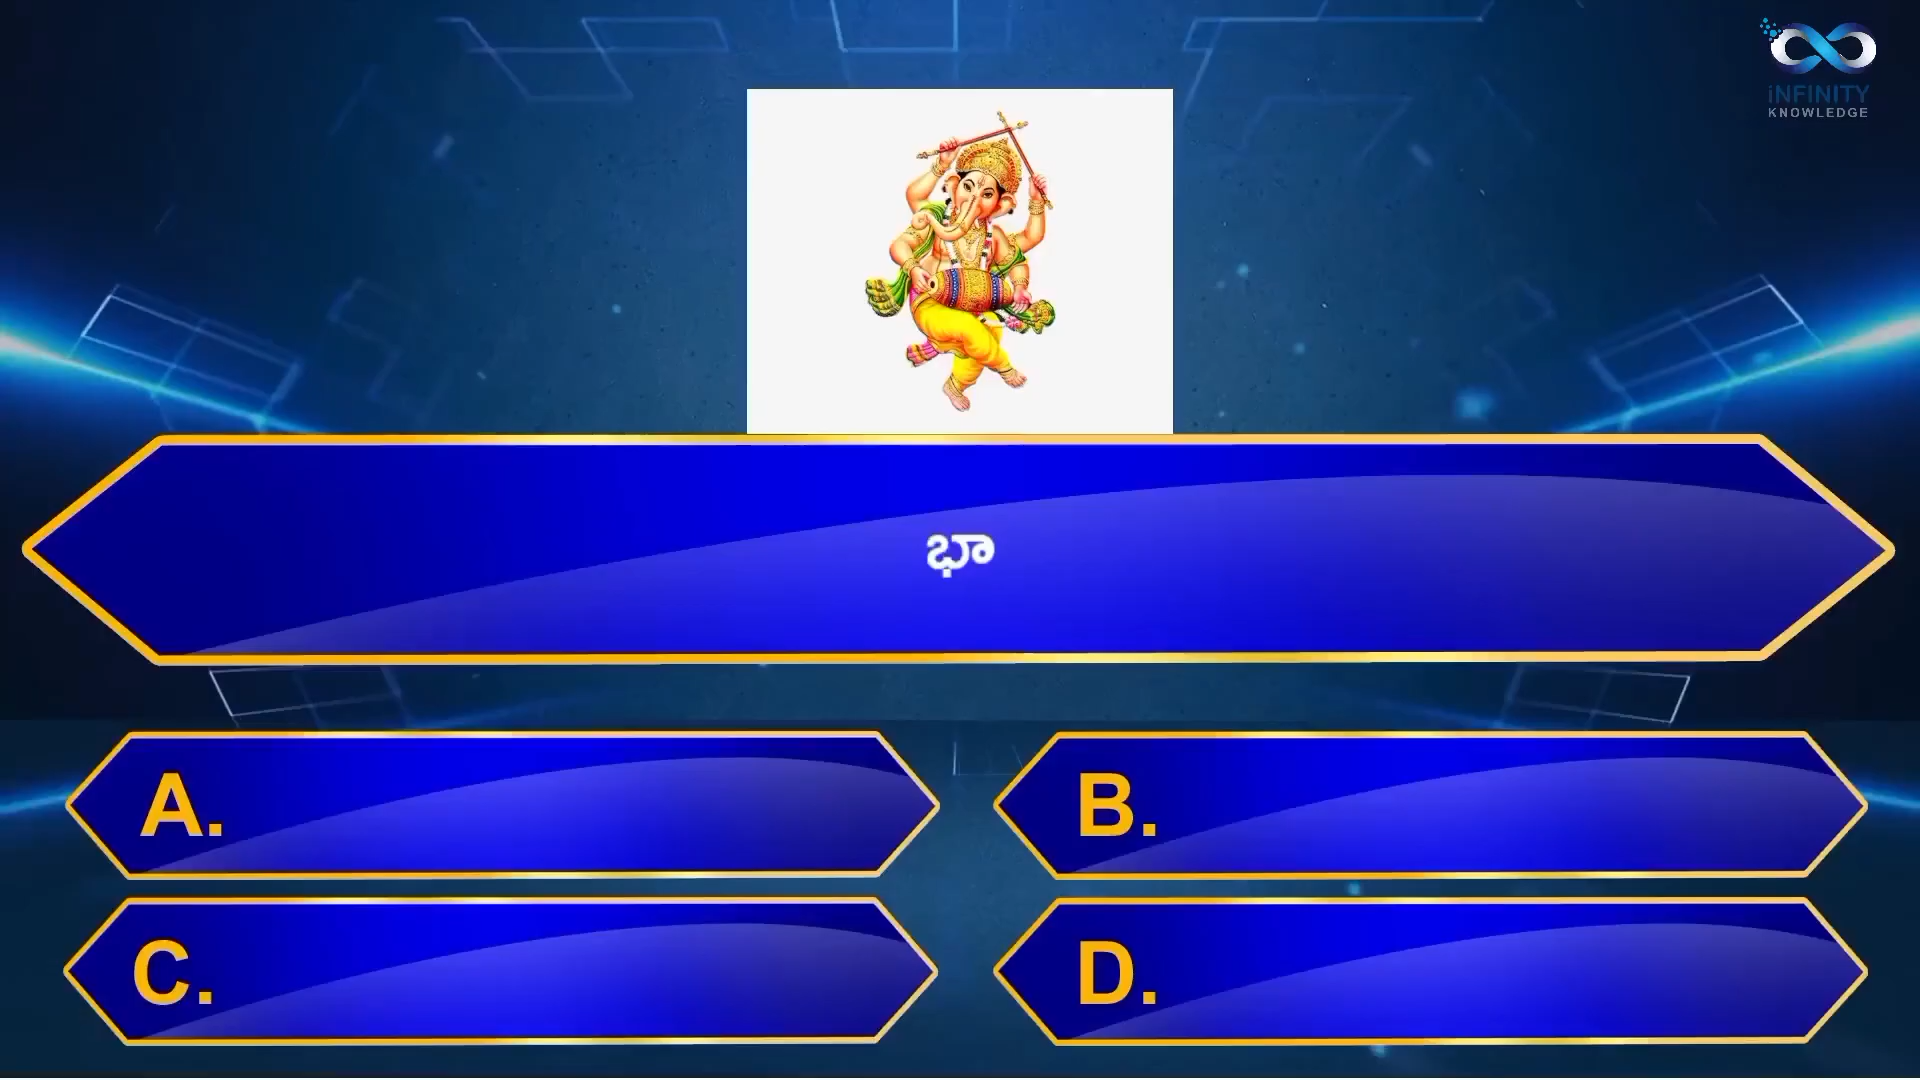 iNFINITY
KNOWLEDGE
భా
A.
B.
C.
D.